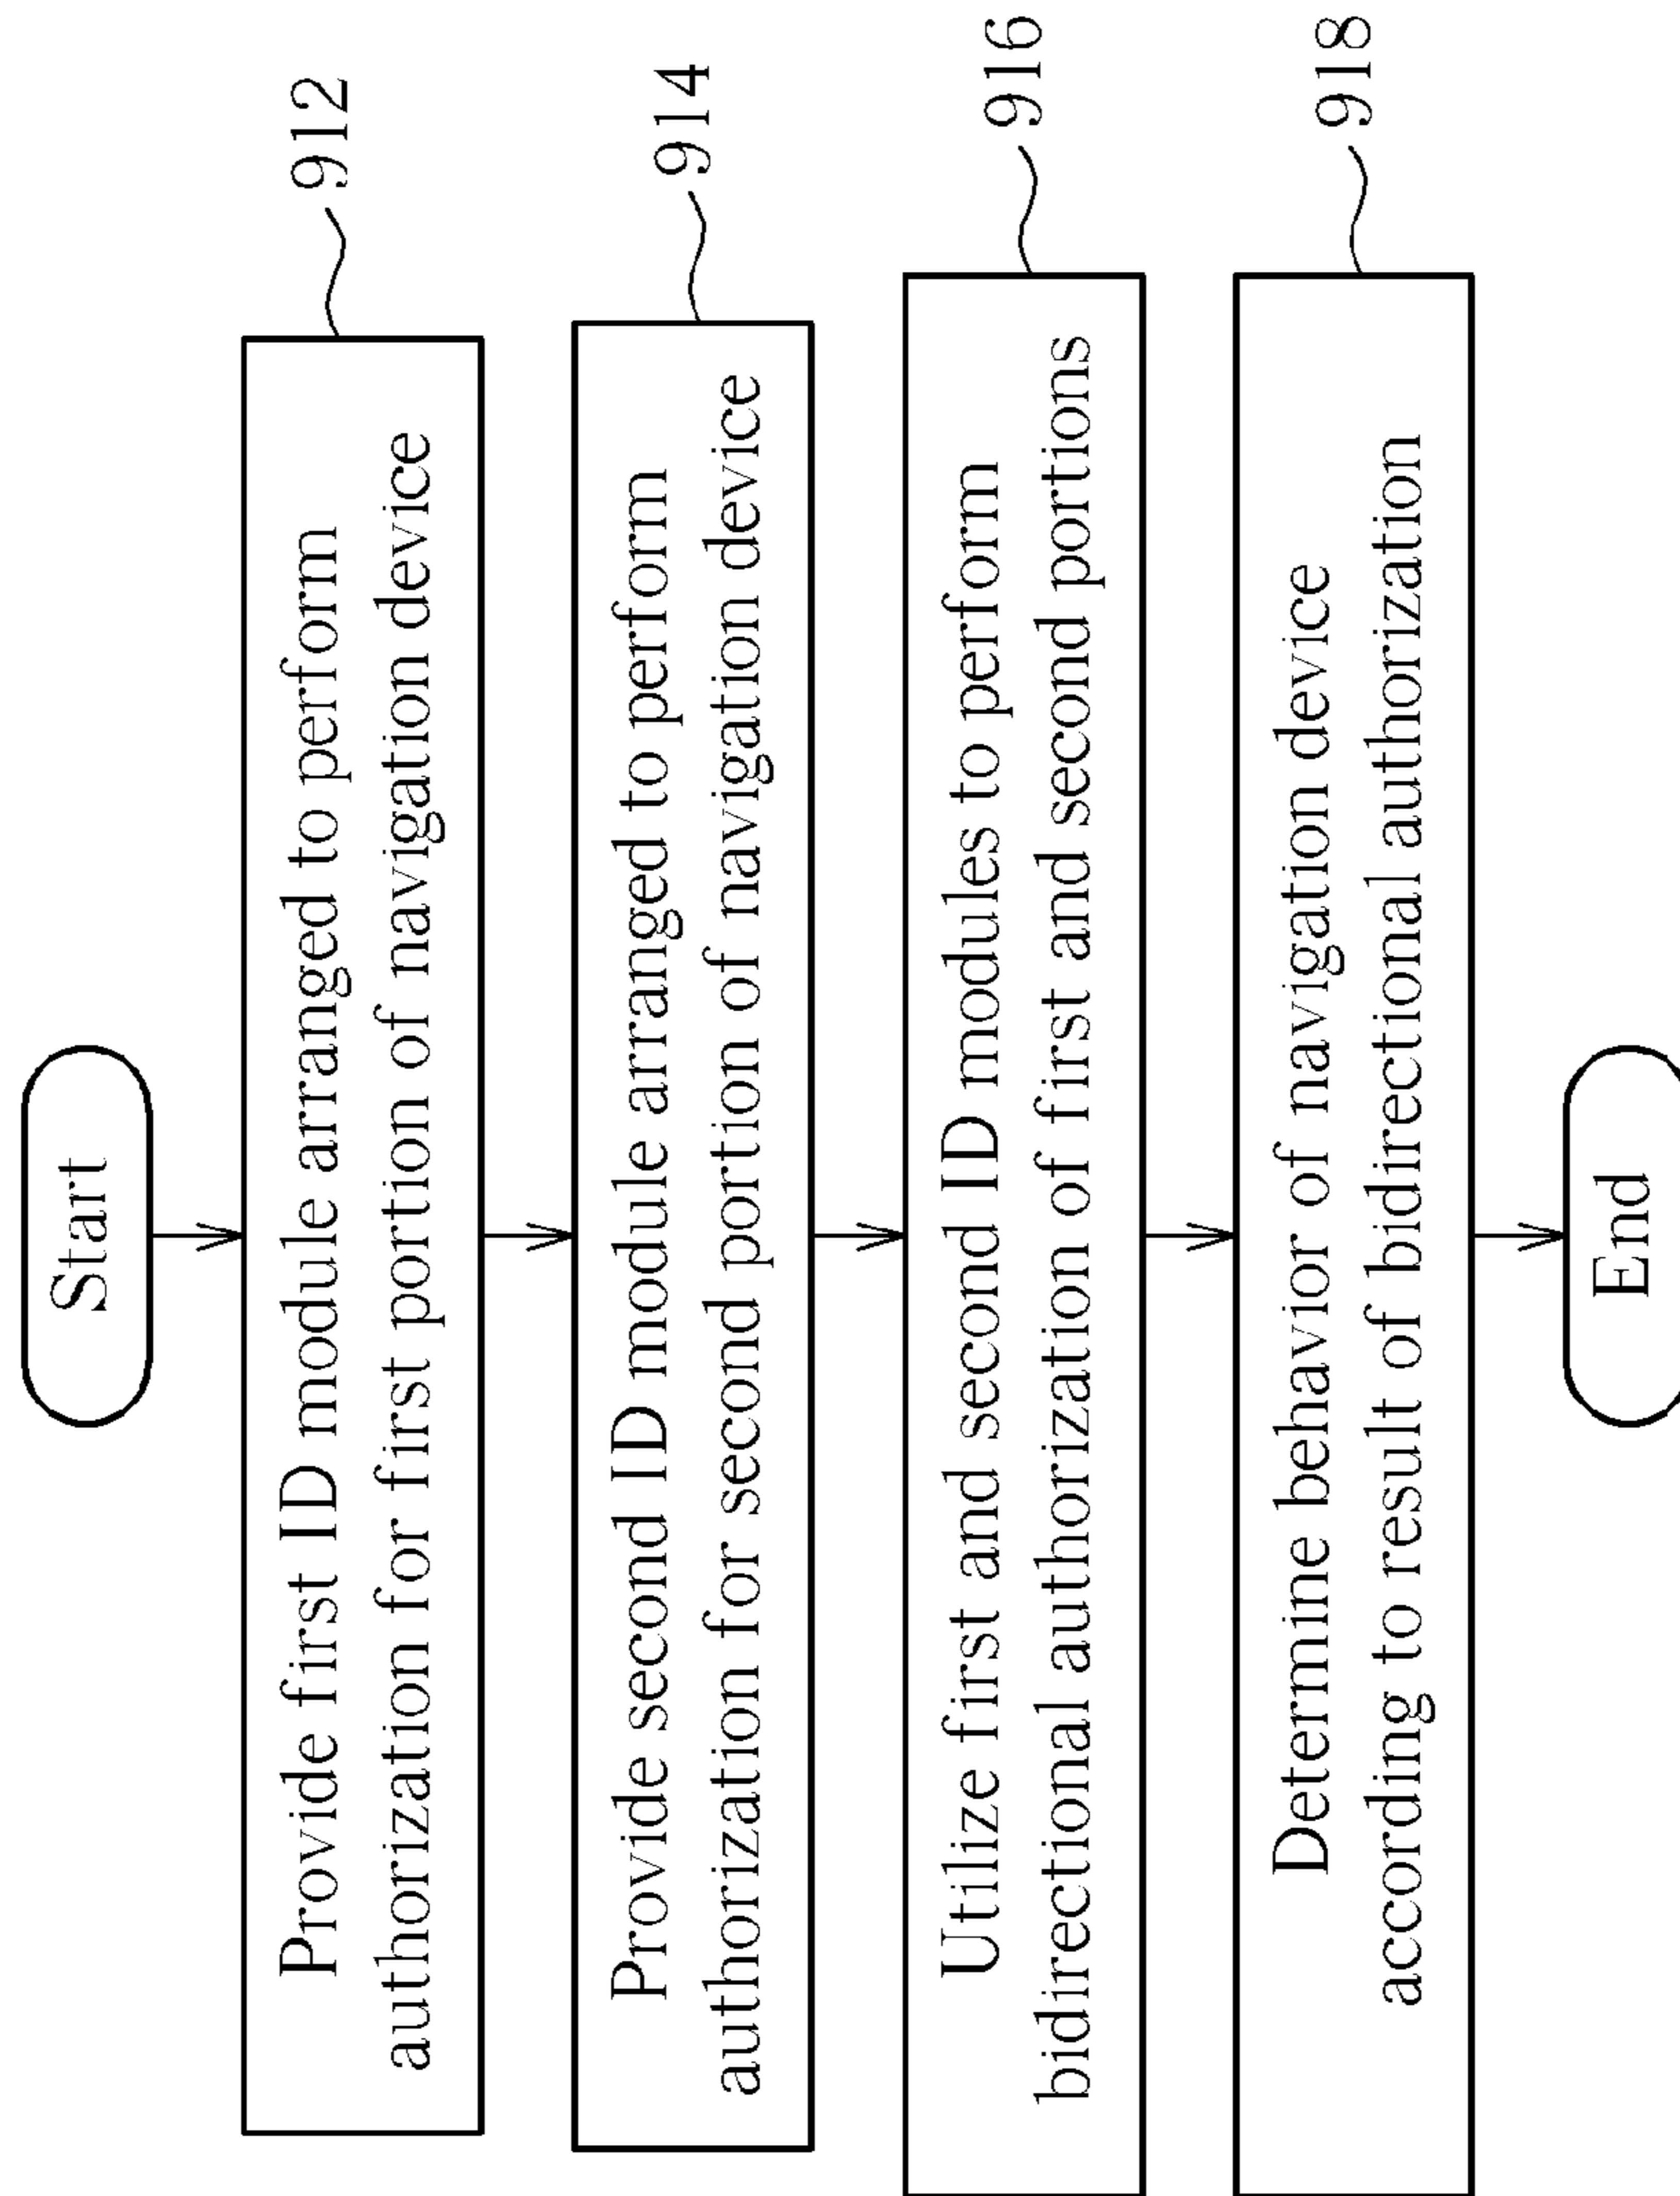 Start
Provide first ID module arranged to perform
authorization for first portion of navigation device
912
Provide second ID module arranged to perform
authorization for second portion of navigation device
914
Utilize first and second ID modules to perform
bidirectional authorization of first and second portions
916
Determine behavior of navigation device
according to result of bidirectional authorization
918
End